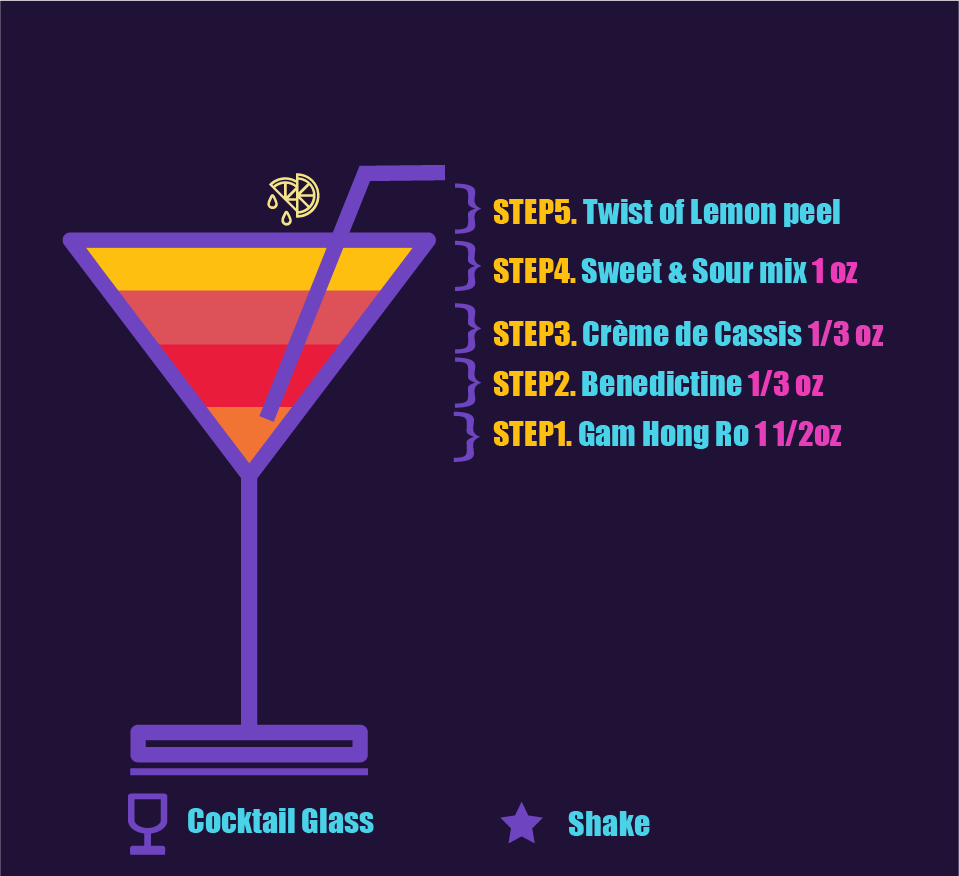 STEP5. Twist of Lemon peel
STEP4. Sweet & Sour mix 1 oz
STEP3. Crème de Cassis 1/3 oz
STEP2. Benedictine 1/3 oz
STEP1. Gam Hong Ro 1 1/2oz
Cocktail Glass
Shake